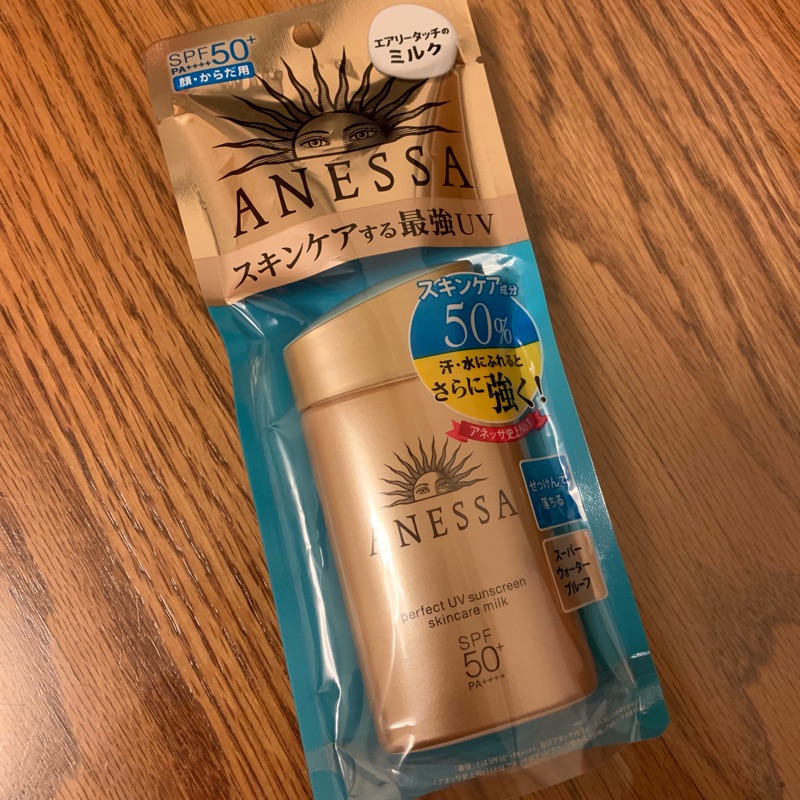 SPF50+
PA++++
顔・からだ用
エアリータッチの
ミルク
ANESSA
スキンケアする最強UV
スキンケア成分
50%
汗・水にふれると
さらに強く!
アネッサ史上No.1
ANESSA
せっけんで
落ちる
perfect UV sunscreen
skincare milk
スーパー
ウォーター
プルーフ
SPF
50+
PA++++